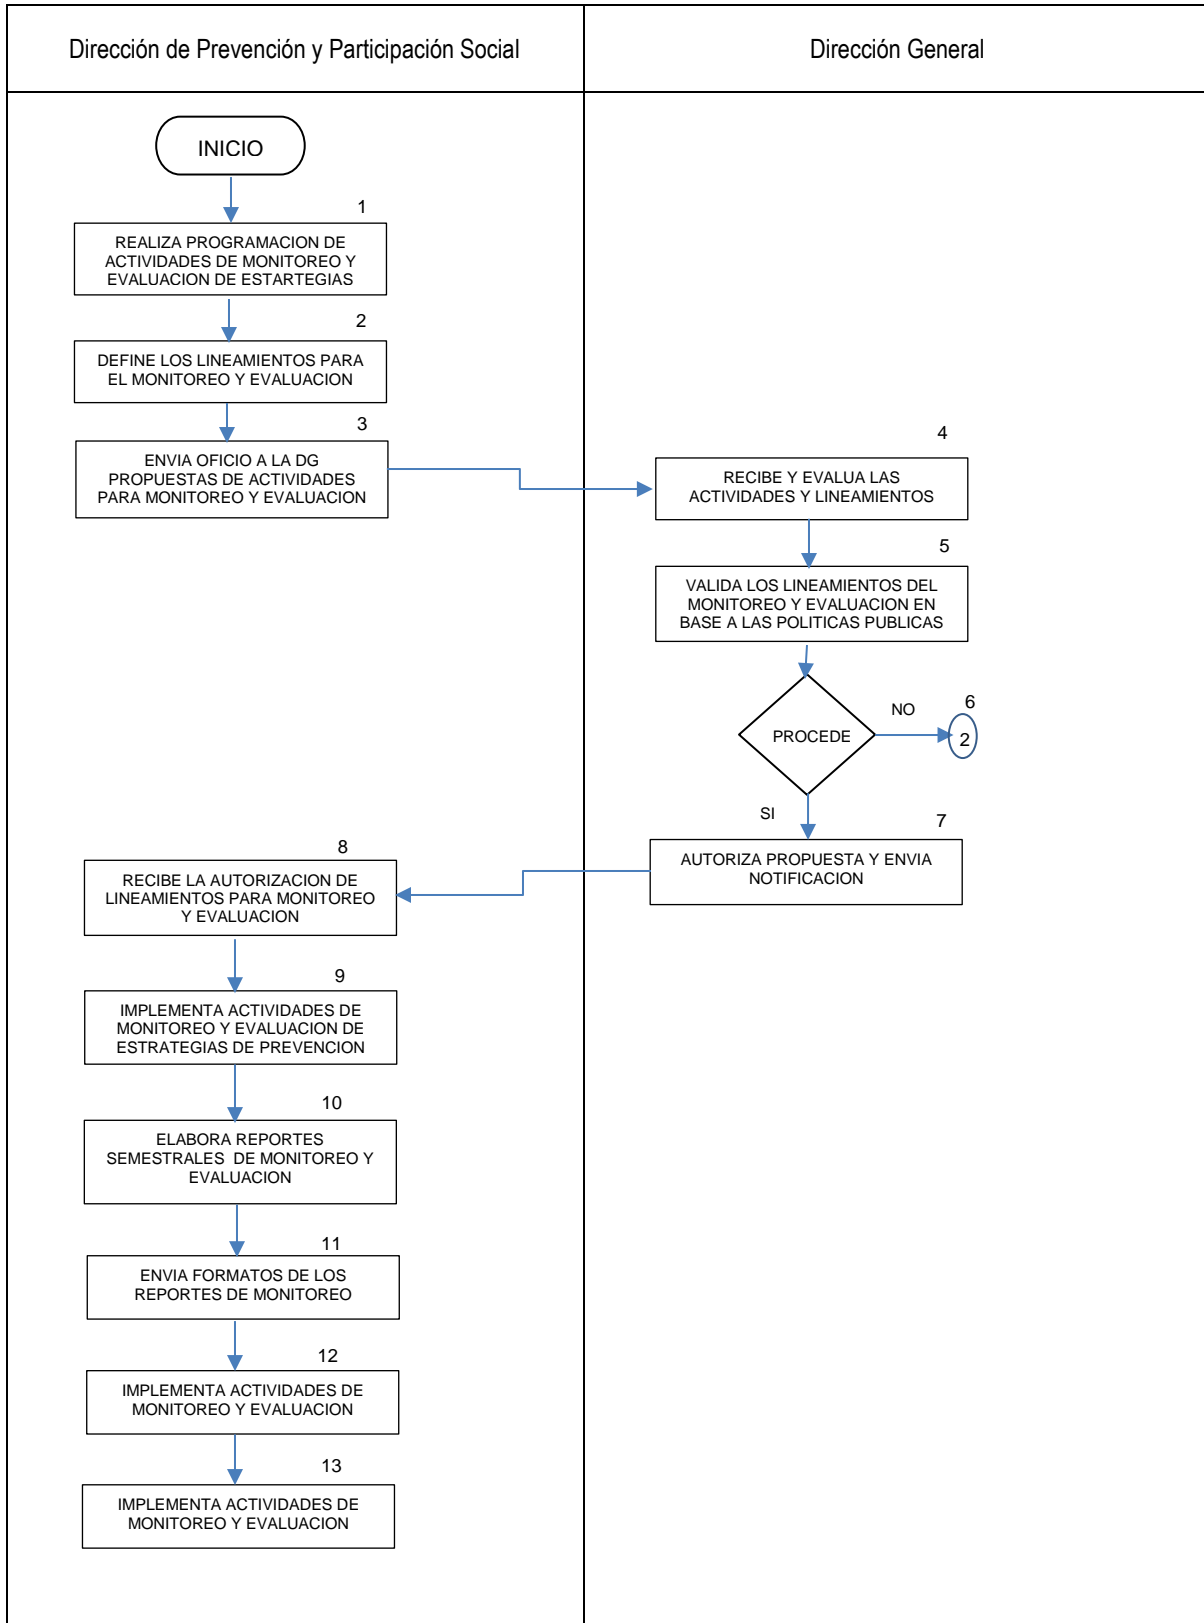 Dirección de Prevención y Participación Social
Dirección General
INICIO
1
REALIZA PROGRAMACION DE
ACTIVIDADES DE MONITOREO Y
EVALUACION DE ESTARTEGIAS
2
DEFINE LOS LINEAMIENTOS PARA
EL MONITOREO Y EVALUACION
3
ENVIA OFICIO A LA DG
PROPUESTAS DE ACTIVIDADES
PARA MONITOREO Y EVALUACION
4
RECIBE Y EVALUA LAS
ACTIVIDADES Y LINEAMIENTOS
5
VALIDA LOS LINEAMIENTOS DEL
MONITOREO Y EVALUACION EN
BASE A LAS POLITICAS PUBLICAS
PROCEDE
NO
6
2
SI
7
AUTORIZA PROPUESTA Y ENVIA
NOTIFICACION
8
RECIBE LA AUTORIZACION DE
LINEAMIENTOS PARA MONITOREO
Y EVALUACION
9
IMPLEMENTA ACTIVIDADES DE
MONITOREO Y EVALUACION DE
ESTRATEGIAS DE PREVENCION
10
ELABORA REPORTES
SEMESTRALES DE MONITOREO Y
EVALUACION
11
ENVIA FORMATOS DE LOS
REPORTES DE MONITOREO
12
IMPLEMENTA ACTIVIDADES DE
MONITOREO Y EVALUACION
13
IMPLEMENTA ACTIVIDADES DE
MONITOREO Y EVALUACION